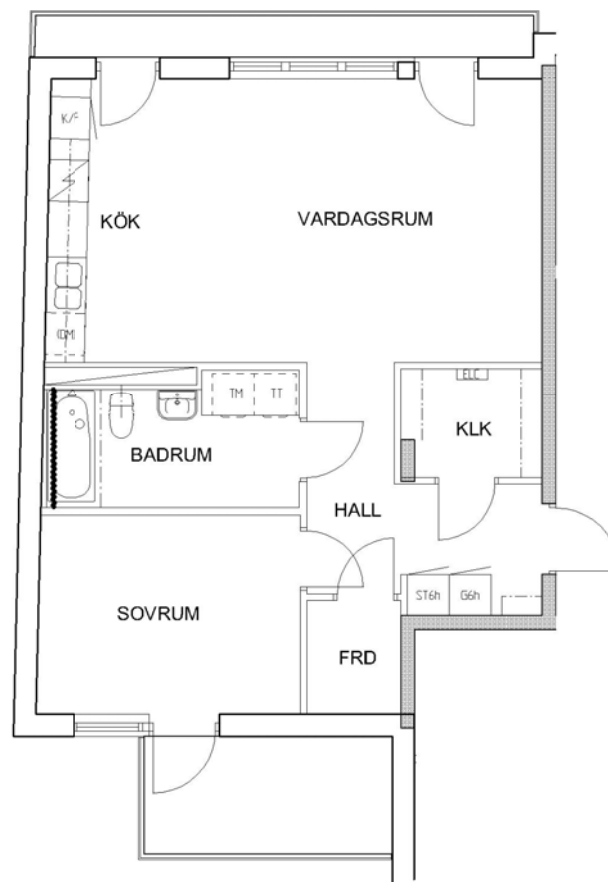 K/C
KÖK
VARDAGSRUM
(DM)
ELC
TM
TT
KLK
BADRUM
HALL
ST6h
G6h
SOVRUM
FRD